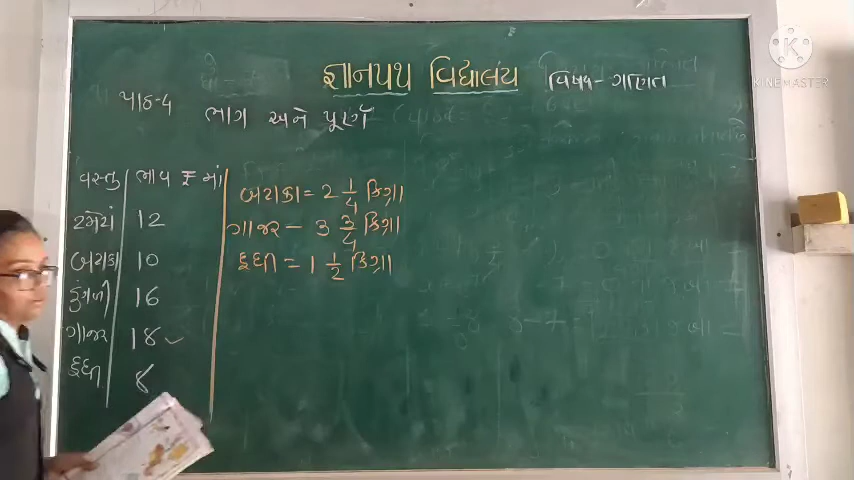 જ્ઞાનપથ વિદ્યાલય વિષય - ગણિત
પાઠ-4 ભાગ અને પૂર્ણ
વસ્તુ ભાવ ₹ માં
ટામેટાં 12
બટાકા 10
ડુંગળી 16
ગાજર 18
દૂધી 8
બટાકા = 2 1/4 કિગ્રા
ગાજર - 3 3/4 કિગ્રા
દૂધી = 1 1/2 કિગ્રા
KINEMASTER